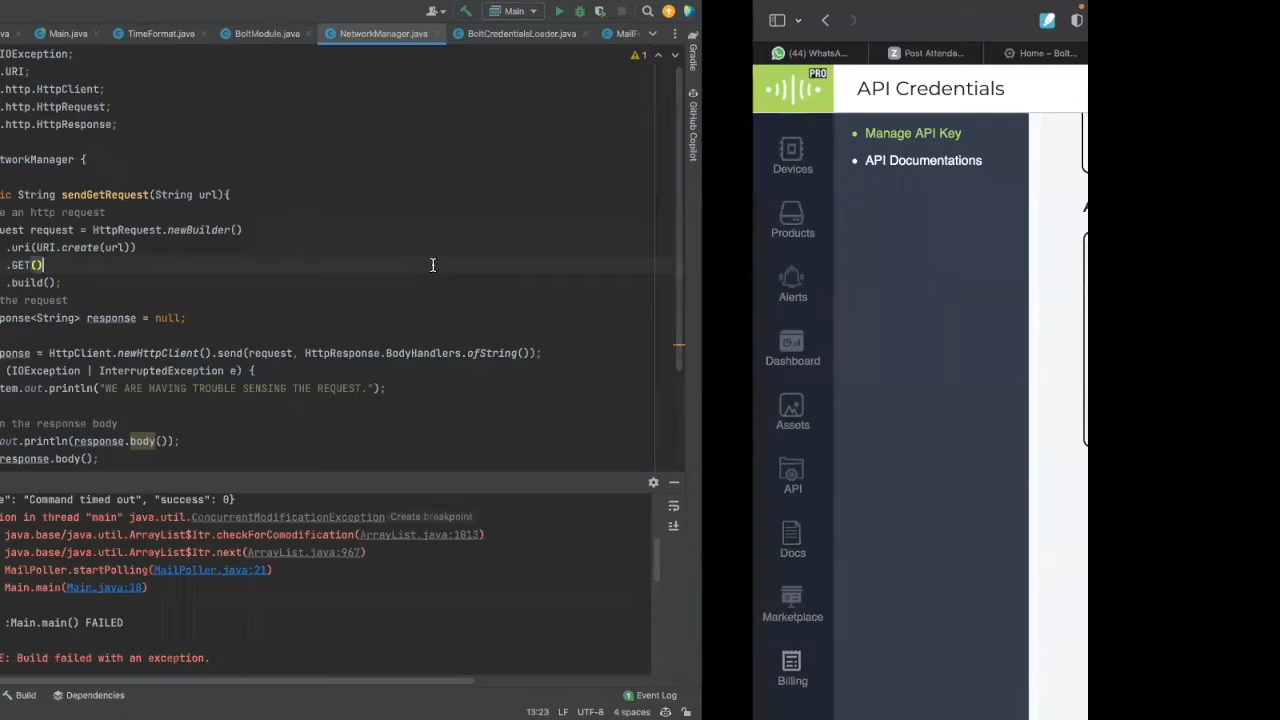 Main
va
Main.java
TimeFormat.java
BoltModule.java
NetworkManager.java
BoltCredentialsLoader.java
MailF
IOException;
.URI;
.http.HttpClient;
.http.HttpRequest;
.http.HttpResponse;
tworkManager {
ic String sendGetRequest(String url){
e an http request
uest request = HttpRequest.newBuilder()
.uri(URI.create(url))
.GET()
.build();
the request
ponse<String> response = null;
ponse = HttpClient.newHttpClient().send(request, HttpResponse.BodyHandlers.ofString());
(IOException | InterruptedException e) {
tem.out.println("WE ARE HAVING TROUBLE SENSING THE REQUEST.");
n the response body
out.println(response.body());
response.body();
1
Gradle
GitHub Copilot
e": "Command timed out", "success": 0}
ion in thread "main" java.util.ConcurrentModificationException Create breakpoint
java.base/java.util.ArrayList$Itr.checkForComodification(ArrayList.java:1013)
java.base/java.util.ArrayList$Itr.next(ArrayList.java:967)
MailPoller.startPolling(MailPoller.java:21)
Main.main(Main.java:18)
:Main.main() FAILED
E: Build failed with an exception.
Build
Dependencies
1 Event Log
13:23 LF UTF-8 4 spaces
(44) WhatsA...
Z Post Attende...
Home – Bolt...
PRO
API Credentials
Manage API Key
API Documentations
Devices
Products
Alerts
Dashboard
Assets
API
Docs
Marketplace
Billing